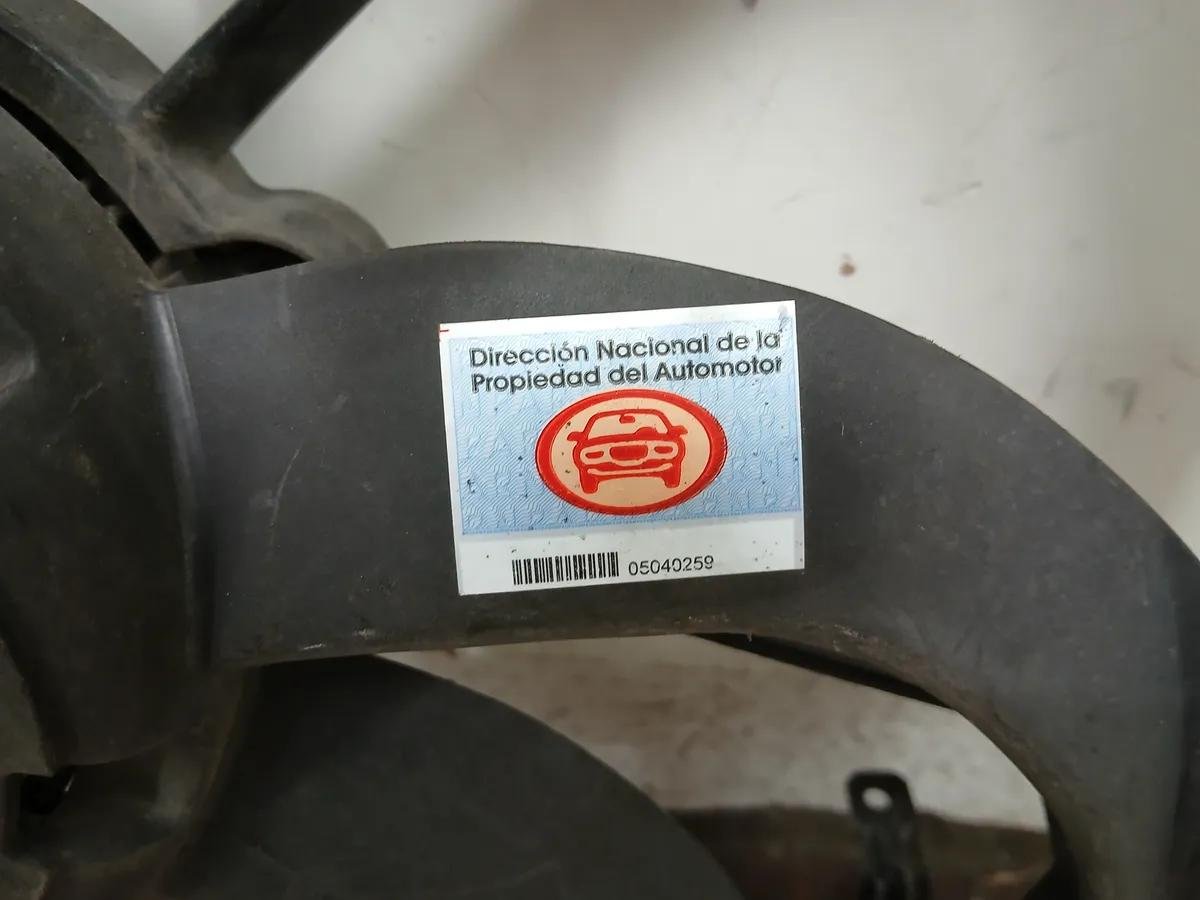 Dirección Nacional de la
Propiedad del Automotor
05040259